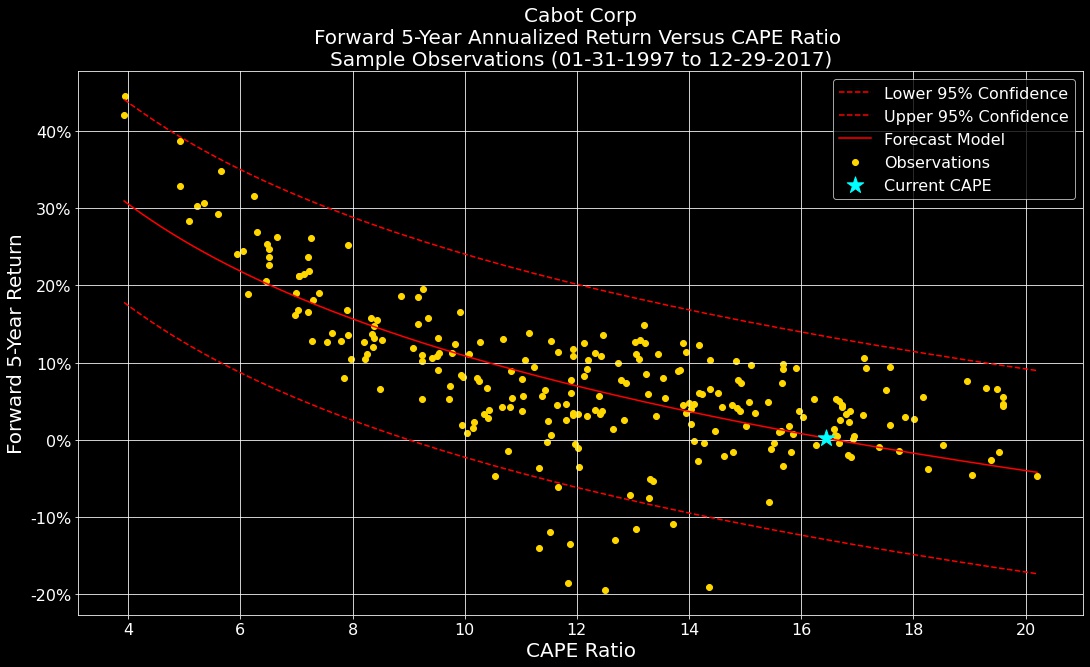 Cabot Corp
Forward 5-Year Annualized Return Versus CAPE Ratio
Sample Observations (01-31-1997 to 12-29-2017)
Lower 95% Confidence
Upper 95% Confidence
Forecast Model
Observations
Current CAPE
Forward 5-Year Return
40%
30%
20%
10%
0%
-10%
-20%
4 6 8 10 12 14 16 18 20
CAPE Ratio